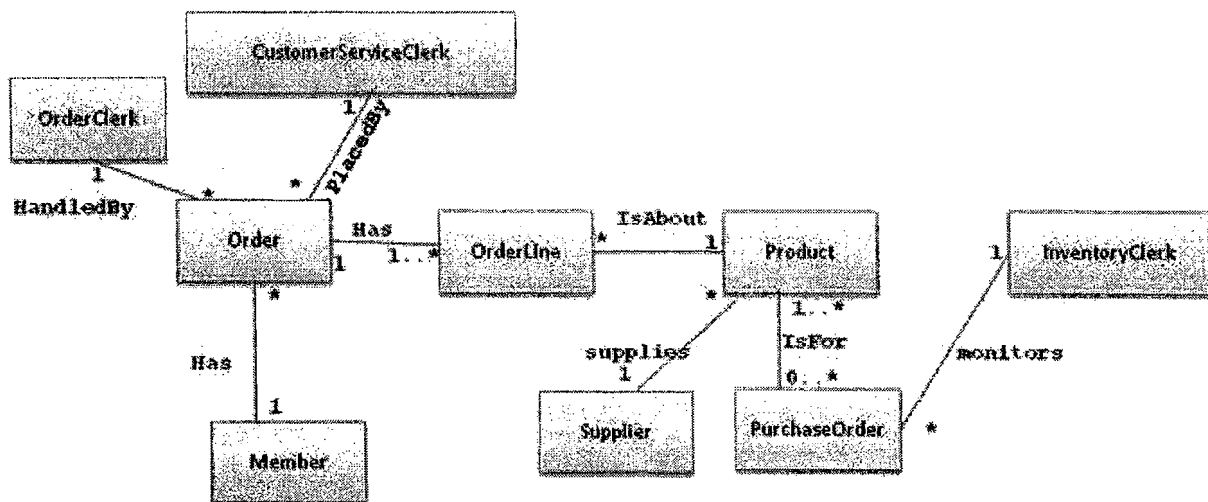 CustomerServiceClerk
OrderClerk
1
PlacedBy
1
*
HandledBy
*
Order
Has
1
1..*
OrderLine
*
IsAbout
1
Product
1
InventoryClerk
*
*
1..*
Has
supplies
1
IsFor
0..*
monitors
1
Member
Supplier
PurchaseOrder
*